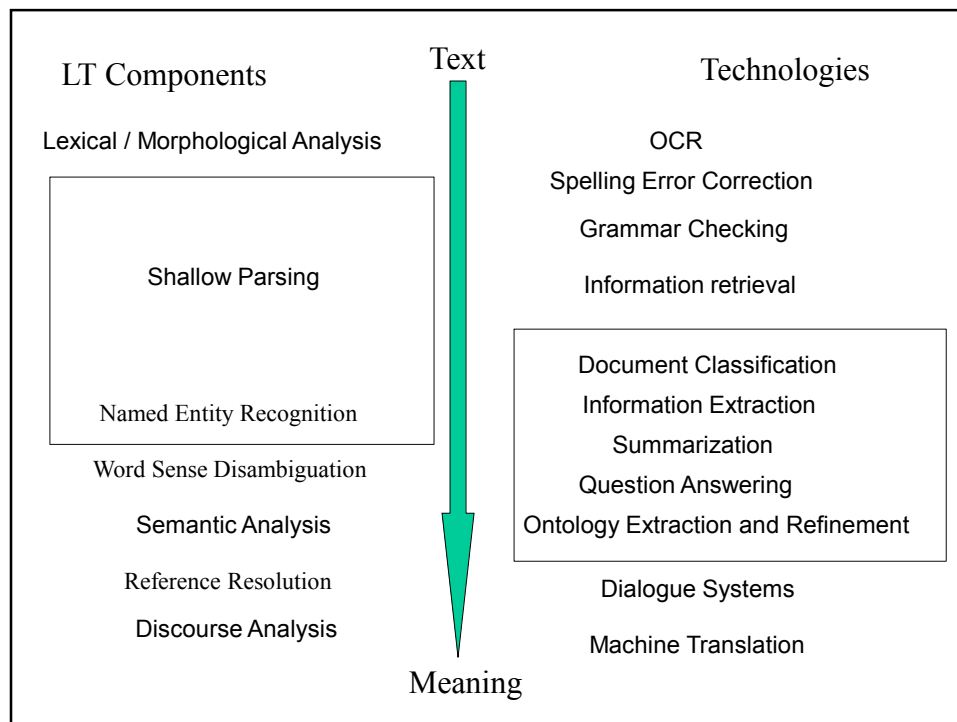 Text
LT Components
Technologies
Lexical / Morphological Analysis
OCR
Spelling Error Correction
Grammar Checking
Shallow Parsing
Information retrieval
Document Classification
Named Entity Recognition
Information Extraction
Summarization
Word Sense Disambiguation
Question Answering
Semantic Analysis
Ontology Extraction and Refinement
Reference Resolution
Dialogue Systems
Discourse Analysis
Machine Translation
Meaning